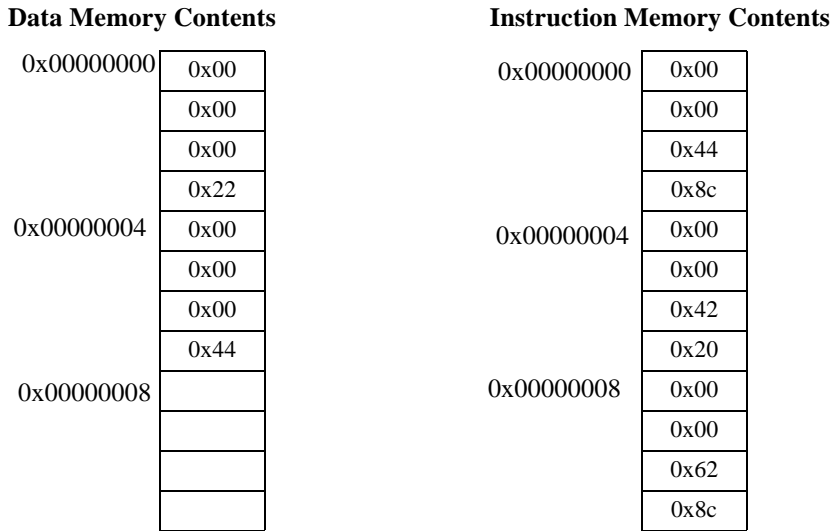 Data Memory Contents
Instruction Memory Contents
0x00000000 0x00
0x00
0x00
0x22
0x00000004 0x00
0x00
0x00
0x44
0x00000008
0x00000000 0x00
0x00
0x44
0x8c
0x00000004 0x00
0x00
0x42
0x20
0x00000008 0x00
0x00
0x62
0x8c